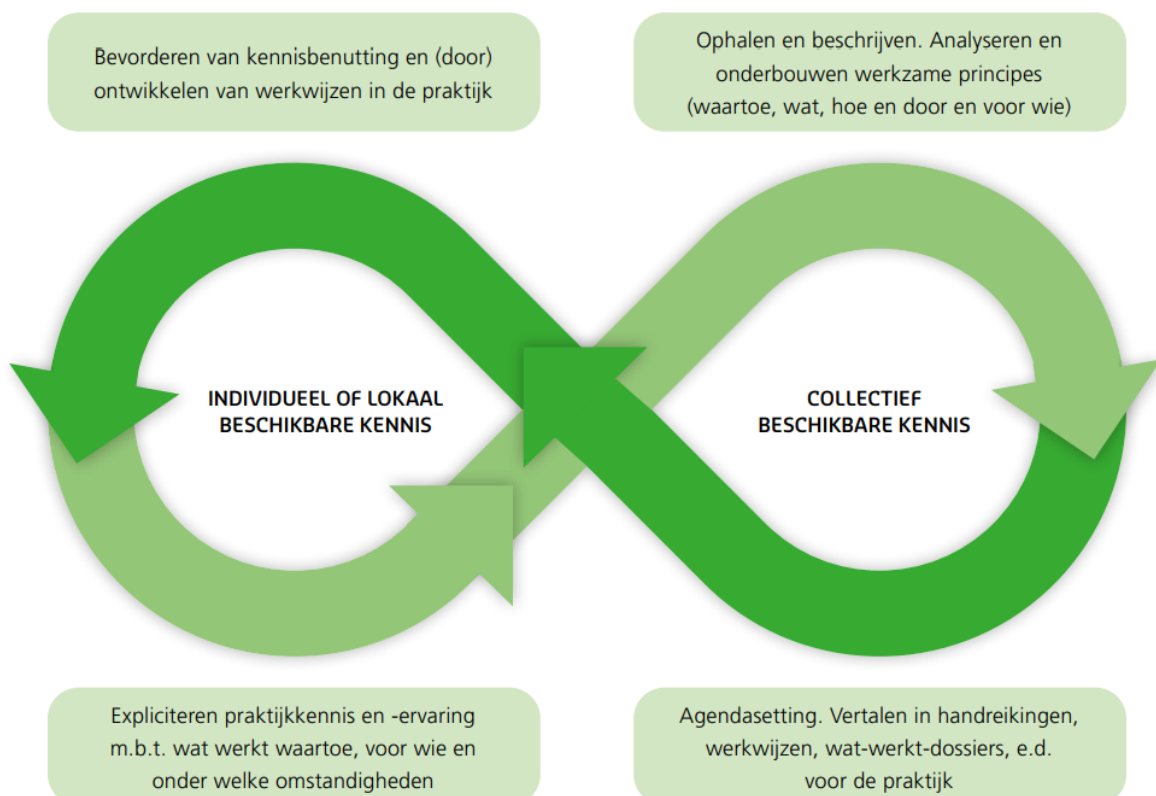 Bevorderen van kennisbenutting en (door)
ontwikkelen van werkwijzen in de praktijk
Ophalen en beschrijven. Analyseren en
onderbouwen werkzame principes
(waartoe, wat, hoe en door en voor wie)
INDIVIDUEEL OF LOKAAL
BESCHIKBARE KENNIS
COLLECTIEF
BESCHIKBARE KENNIS
Expliciteren praktijkkennis en -ervaring
m.b.t. wat werkt waartoe, voor wie en
onder welke omstandigheden
Agendasetting. Vertalen in handreikingen,
werkwijzen, wat-werkt-dossiers, e.d.
voor de praktijk